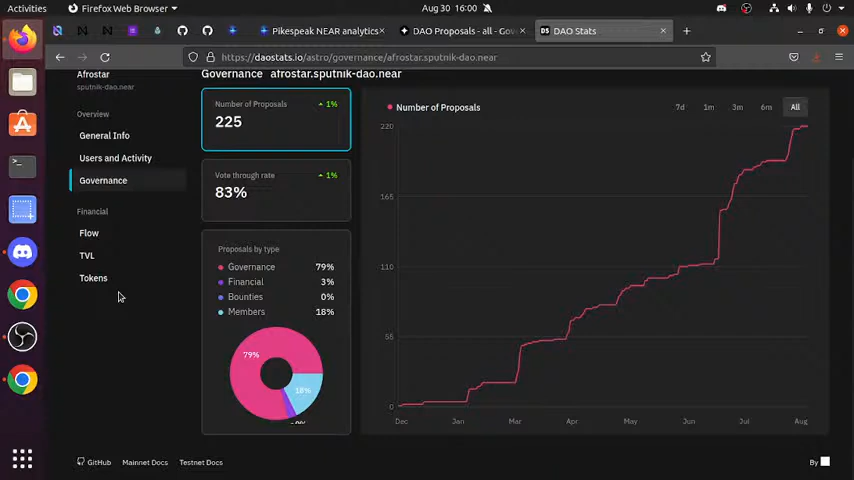 Activities
Firefox Web Browser
Aug 30 16:00
Pikespeak NEAR analytics
DAO Proposals - all - Gov
DAO Stats
https://daostats.io/astro/governance/afrostar.sputnik-dao.near
Afrostar
sputnik-dao.near
Overview
General Info
Users and Activity
Governance
Financial
Flow
TVL
Tokens
Governance afrostar.sputnik-dao.near
Number of Proposals
1%
225
Vote through rate
1%
83%
Proposals by type
Governance 79%
Financial 3%
Bounties 0%
Members 18%
79%
18%
Number of Proposals
7d 1m 3m 6m All
220
165
110
55
0
Dec Jan Mar Apr May Jun Jul Aug
GitHub Mainnet Docs Testnet Docs
By